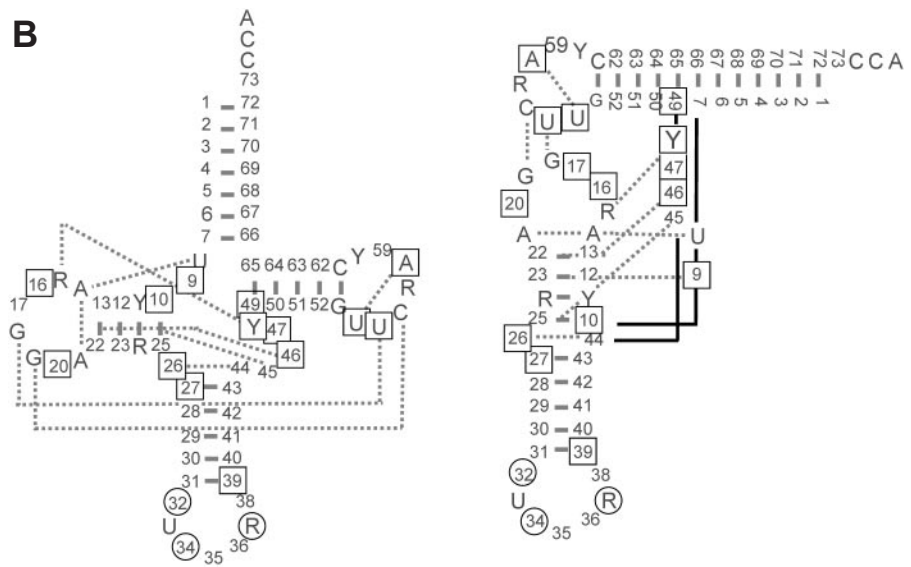 B
A
C
C
73
1 72
2 71
3 70
4 69
5 68
6 67
7 66
U
16 R A
17
G
G 20 A
13 12 Y 10 9
22 23 R 25
65 64 63 62 C Y 59 A
49 50 51 52 G R
Y 47 U U C
46
26 44 45
27 43
28 42
29 41
30 40
31 39
32 38
U R
34 35 36
A 59 Y C 62 63 64 65 66 67 68 69 70 71 72 73 C C A
R G 52 51 50 49 7 6 5 4 3 2 1
C U U Y
G 17 47
G 16 46
20 R 45
A A U
22 13
23 12 9
R Y
25 10
26 44
27 43
28 42
29 41
30 40
31 39
32 38
U R
34 35 36